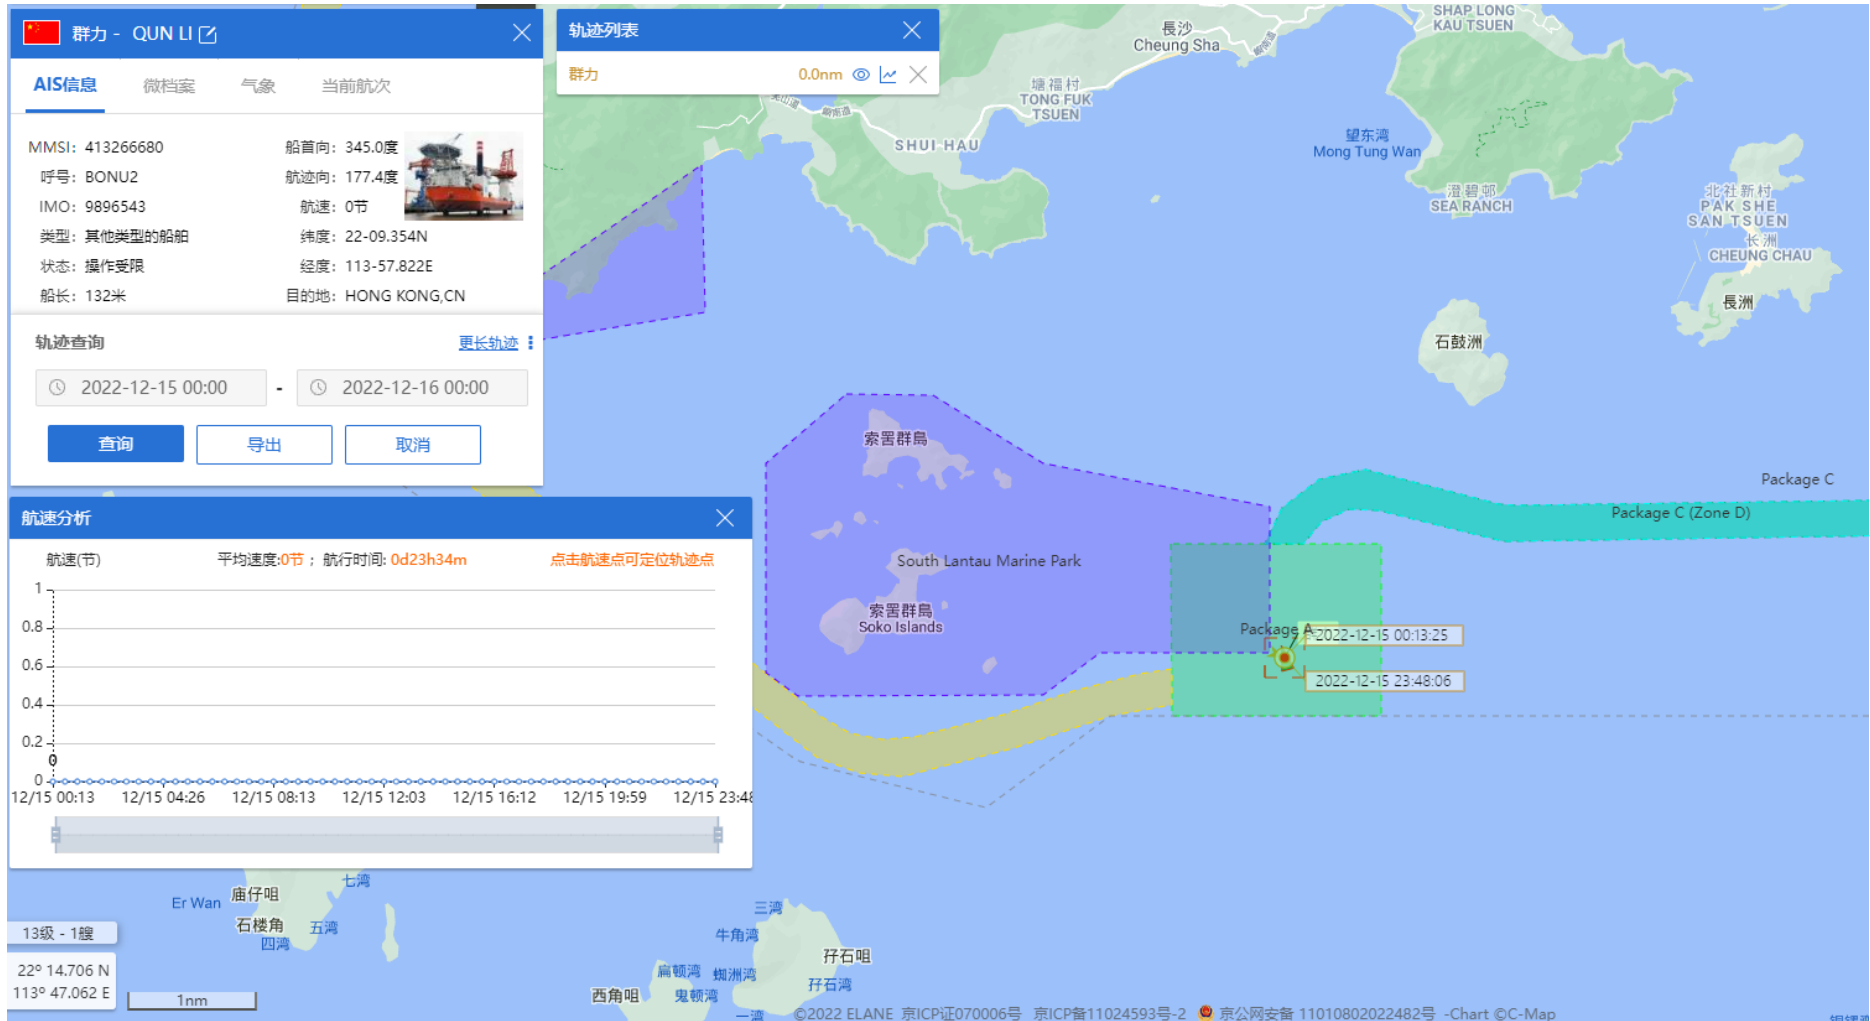 群力 - QUN LI
AIS信息 微档案 气象 当前航次
MMSI: 413266680 船首向: 345.0度
呼号: BONU2 航迹向: 177.4度
IMO: 9896543 航速: 0节
类型: 其他类型的船舶 纬度: 22-09.354N
状态: 操作受限 经度: 113-57.822E
船长: 132米 目的地: HONG KONG,CN
轨迹查询 更长轨迹
2022-12-15 00:00 - 2022-12-16 00:00
查询 导出 取消
轨迹列表
群力 0.0nm
航速分析
航速(节) 平均速度:0节 ; 航行时间: 0d23h34m 点击航速点可定位轨迹点
1
0.8
0.6
0.4
0.2
0
0
12/15 00:13 12/15 04:26 12/15 08:13 12/15 12:03 12/15 16:12 12/15 19:59 12/15 23:48
SHAP LONG
KAU TSUEN
長沙
Cheung Sha
嶼南道
塘福村
TONG FUK
TSUEN
嶼南道
SHUI HAU
望东湾
Mong Tung Wan
澄碧邨
SEA RANCH
北社新村
PAK SHE
SAN TSUEN
长洲
CHEUNG CHAU
長洲
石鼓洲
索罟群島
South Lantau Marine Park
索罟群島
Soko Islands
Package C
Package C (Zone D)
Package A
2022-12-15 00:13:25
2022-12-15 23:48:06
七湾
Er Wan
庙仔咀
石楼角
五湾
四湾
三湾
牛角湾
孖石咀
扁顿湾
蜘洲湾
孖石湾
西角咀
鬼顿湾
一湾
13级 - 1艘
22º 14.706 N
113º 47.062 E
1nm
©2022 ELANE 京ICP证070006号 京ICP备11024593号-2 京公网安备 11010802022482号 -Chart ©C-Map